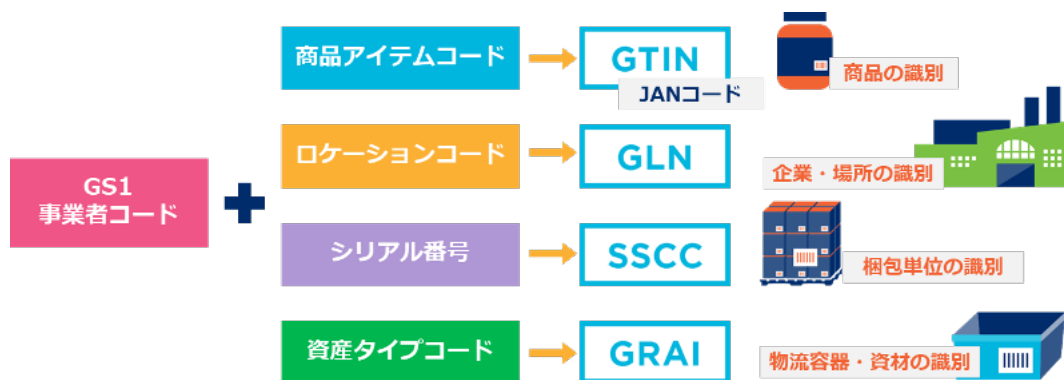 商品アイテムコード
GTIN
JANコード
商品の識別
ロケーションコード
GLN
企業・場所の識別
GS1
事業者コード
シリアル番号
SSCC
梱包単位の識別
資産タイプコード
GRAI
物流容器・資材の識別